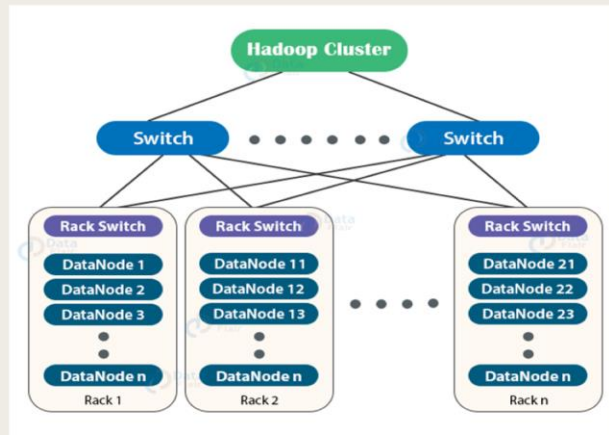 Hadoop Cluster
Switch
Switch
Rack Switch
DataNode 1
DataNode 2
DataNode 3
DataNode n
Rack 1
Rack Switch
DataNode 11
DataNode 12
DataNode 13
DataNode n
Rack 2
Rack Switch
DataNode 21
DataNode 22
DataNode 23
DataNode n
Rack n